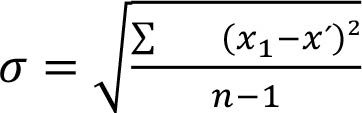 σ = √(∑ (x₁−x´)² / n−1)